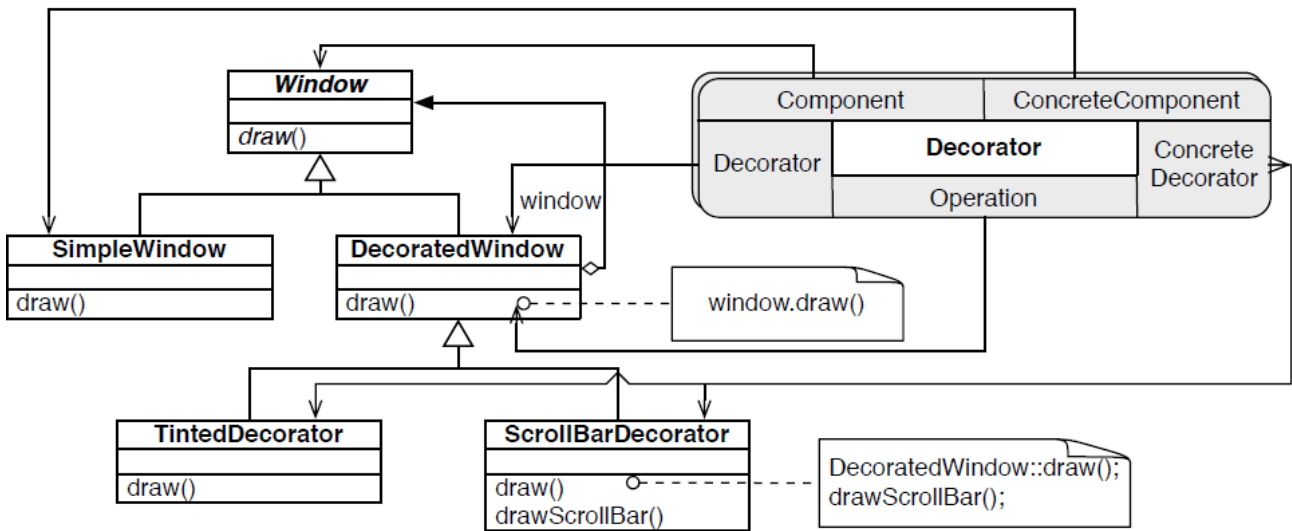 Window
draw()
Component
ConcreteComponent
Decorator
Decorator
Concrete
Decorator
Operation
window
SimpleWindow
draw()
DecoratedWindow
draw()
window.draw()
TintedDecorator
draw()
ScrollBarDecorator
draw()
drawScrollBar()
DecoratedWindow::draw();
drawScrollBar();